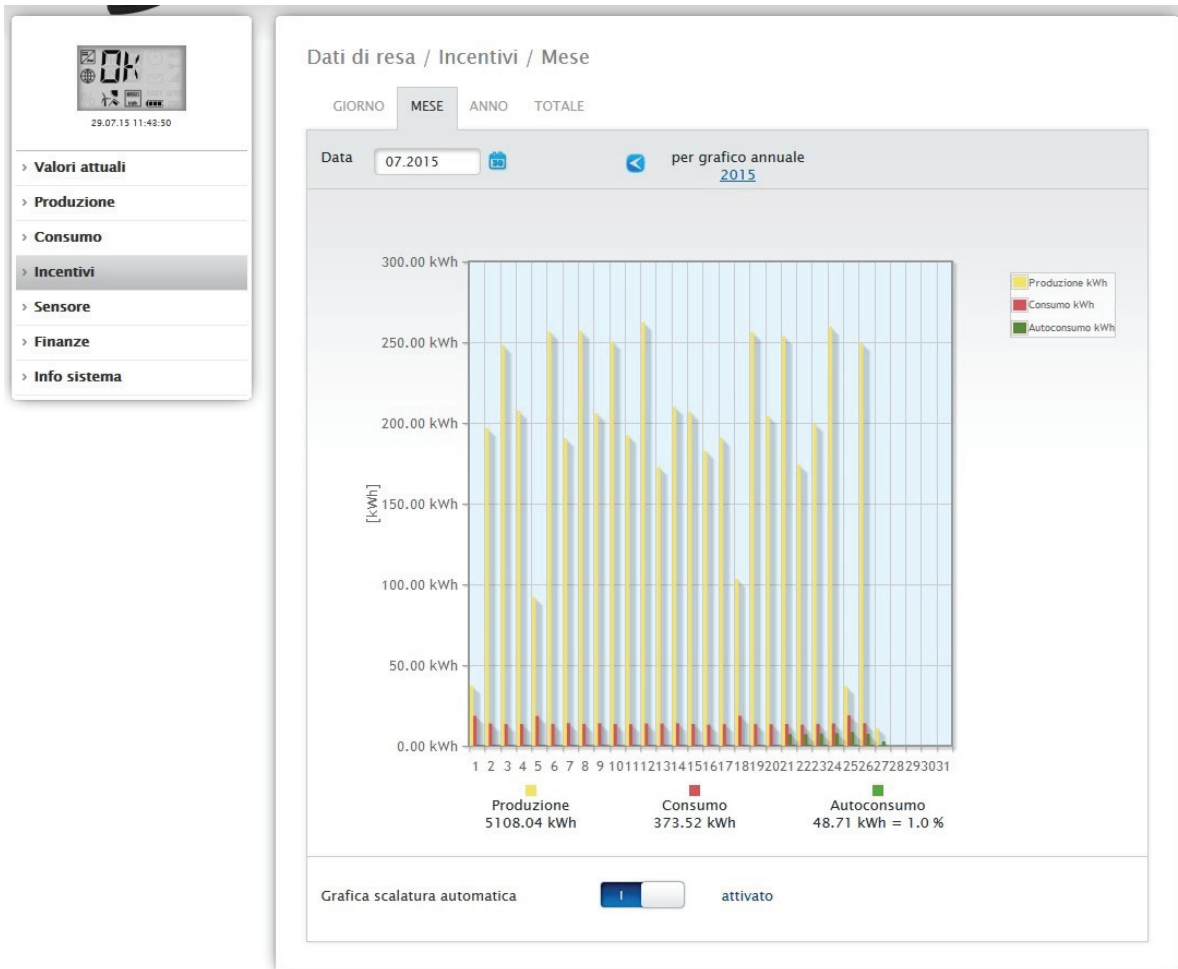 OK
29.07.15 11:43:50
Valori attuali
Produzione
Consumo
Incentivi
Sensore
Finanze
Info sistema
Dati di resa / Incentivi / Mese
GIORNO MESE ANNO TOTALE
Data 07.2015 30 per grafico annuale
2015
300.00 kWh
250.00 kWh
200.00 kWh
150.00 kWh
100.00 kWh
50.00 kWh
0.00 kWh
[kWh]
1 2 3 4 5 6 7 8 9 10 11 12 13 14 15 16 17 18 19 20 21 22 23 24 25 26 27 28 29 30 31
Produzione kWh
Consumo kWh
Autoconsumo kWh
Produzione
5108.04 kWh
Consumo
373.52 kWh
Autoconsumo
48.71 kWh = 1.0 %
Grafica scalatura automatica I attivato